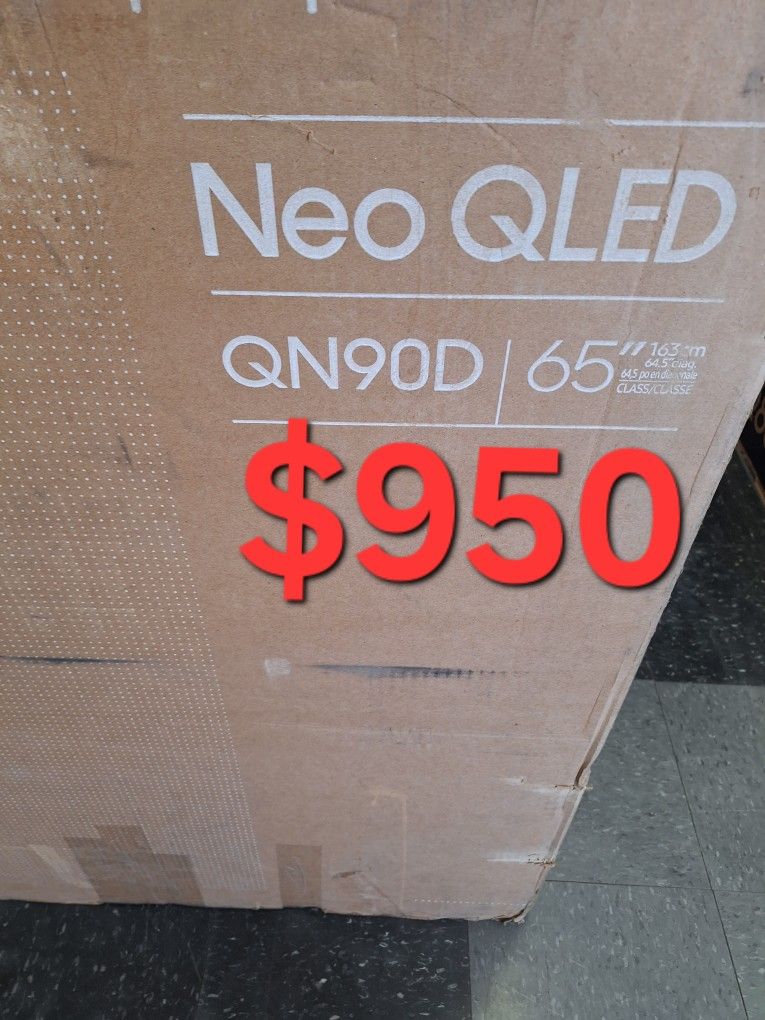 Neo QLED
QN90D | 65" 163 cm
64.5" diag.
64,5 po en diagonale
CLASS/CLASSE
$950